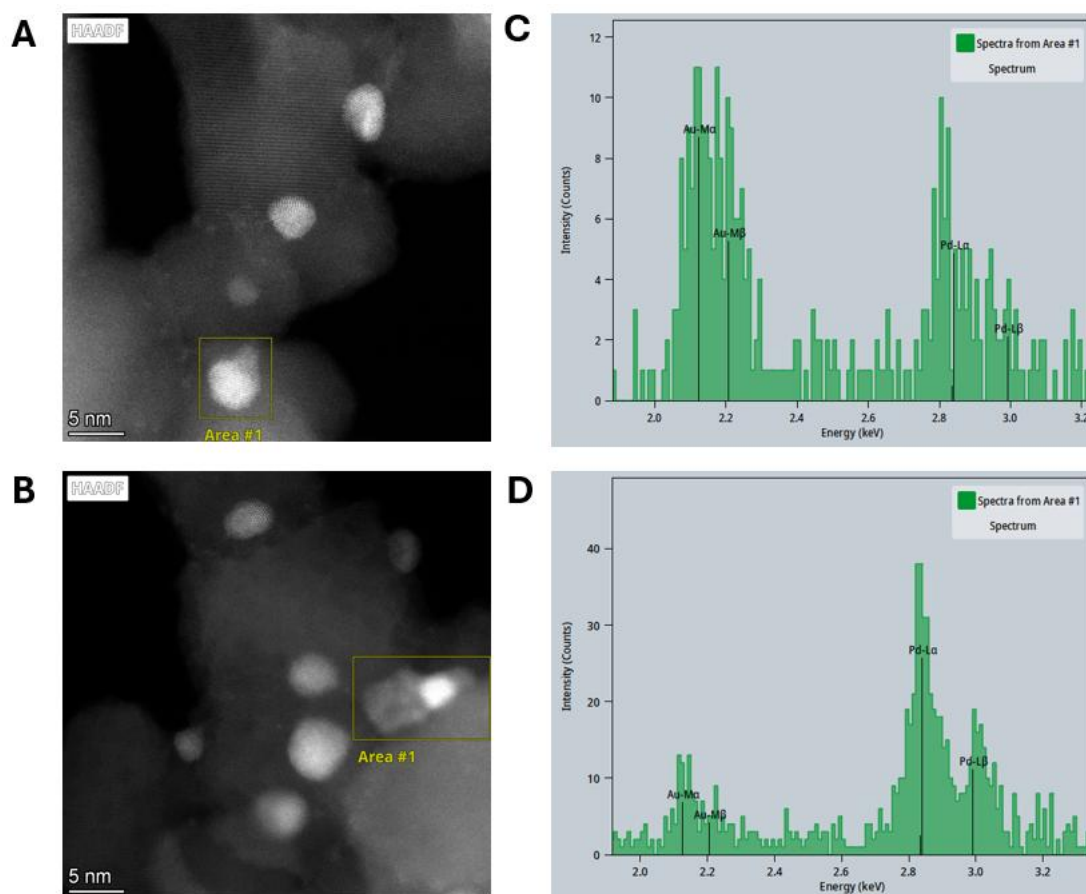 A
HAADF
Area #1
5 nm
C
Spectra from Area #1
Spectrum
Intensity (Counts)
12
10
8
6
4
2
0
Au-Mα
Au-Mβ
Pd-Lα
Pd-Lβ
2.0 2.2 2.4 2.6 2.8 3.0 3.2
Energy (keV)
B
HAADF
Area #1
5 nm
D
Spectra from Area #1
Spectrum
Intensity (Counts)
40
30
20
10
0
Au-Mα
Au-Mβ
Pd-Lα
Pd-Lβ
2.0 2.2 2.4 2.6 2.8 3.0 3.2
Energy (keV)